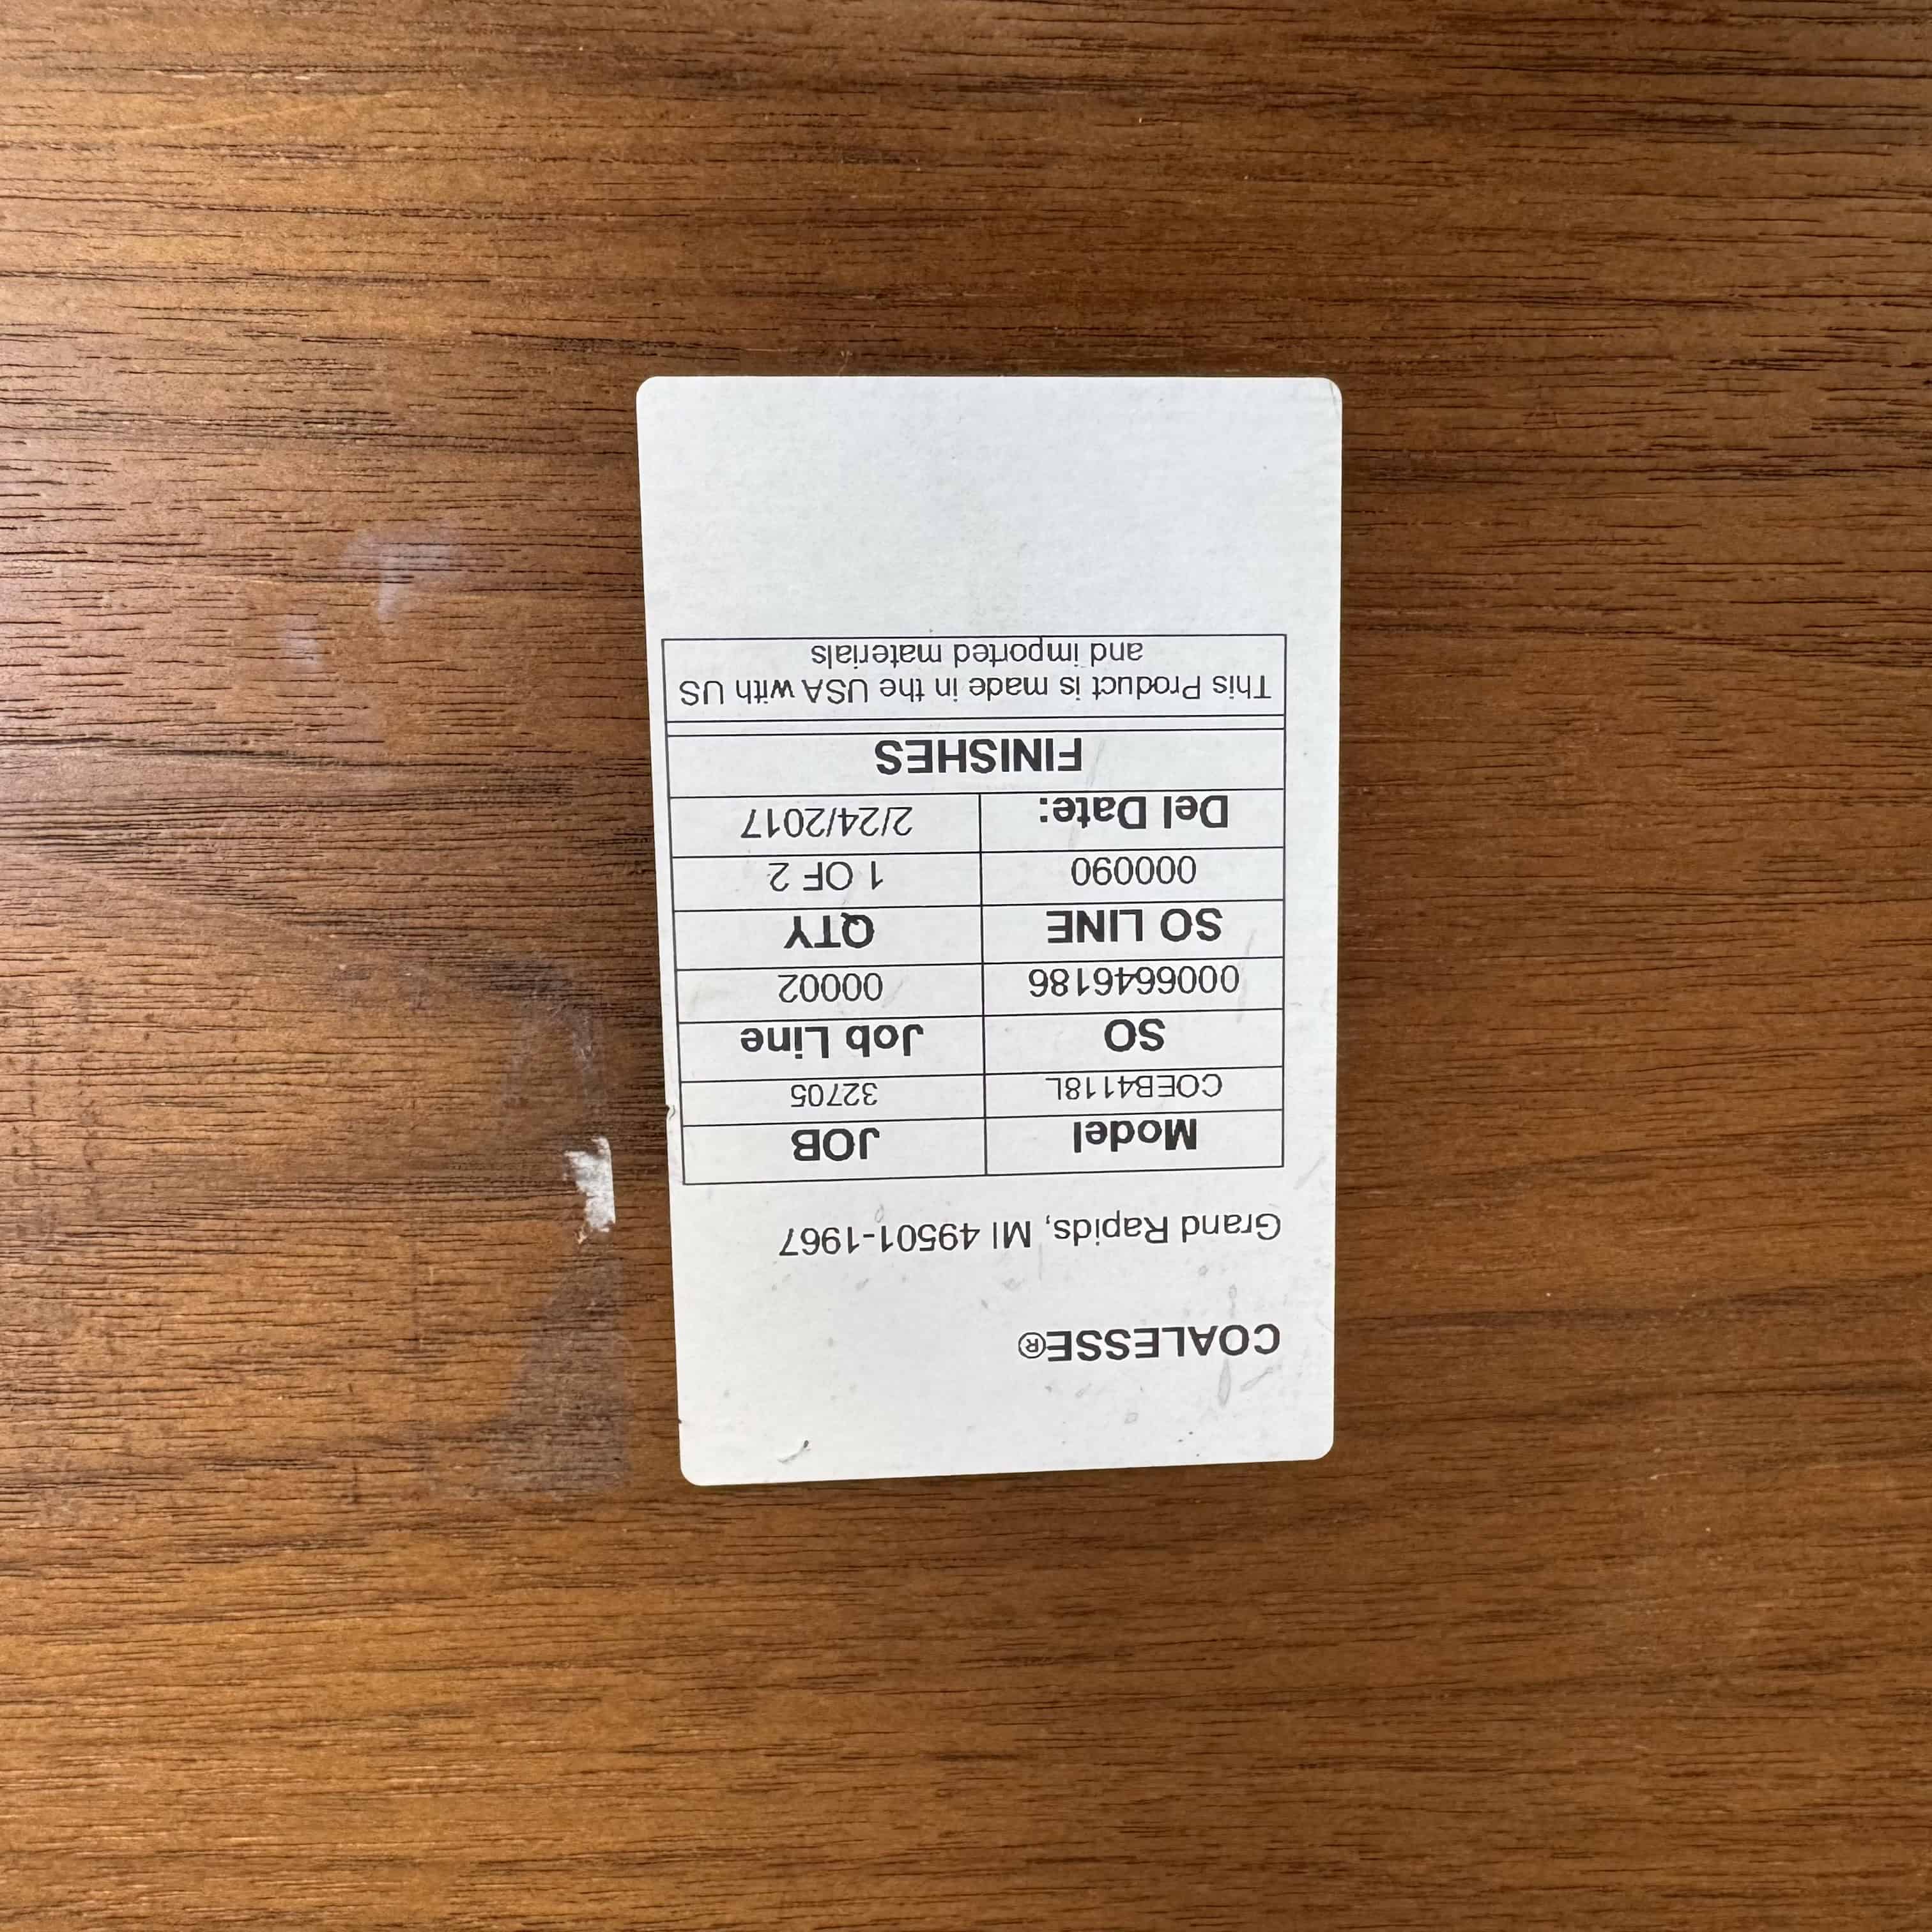 COALESSE®
Grand Rapids, MI 49501-1967
Model JOB
COEB4118L 32705
SO Job Line
0006646186 00002
SO LINE QTY
000090 1 OF 2
Del Date: 2/24/2017
FINISHES
This Product is made in the USA with US
and imported materials